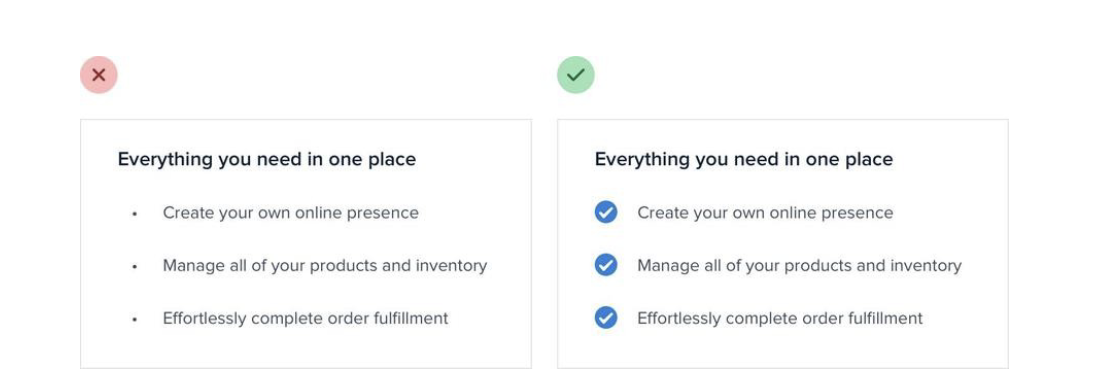 Everything you need in one place
• Create your own online presence
• Manage all of your products and inventory
• Effortlessly complete order fulfillment
Everything you need in one place
Create your own online presence
Manage all of your products and inventory
Effortlessly complete order fulfillment